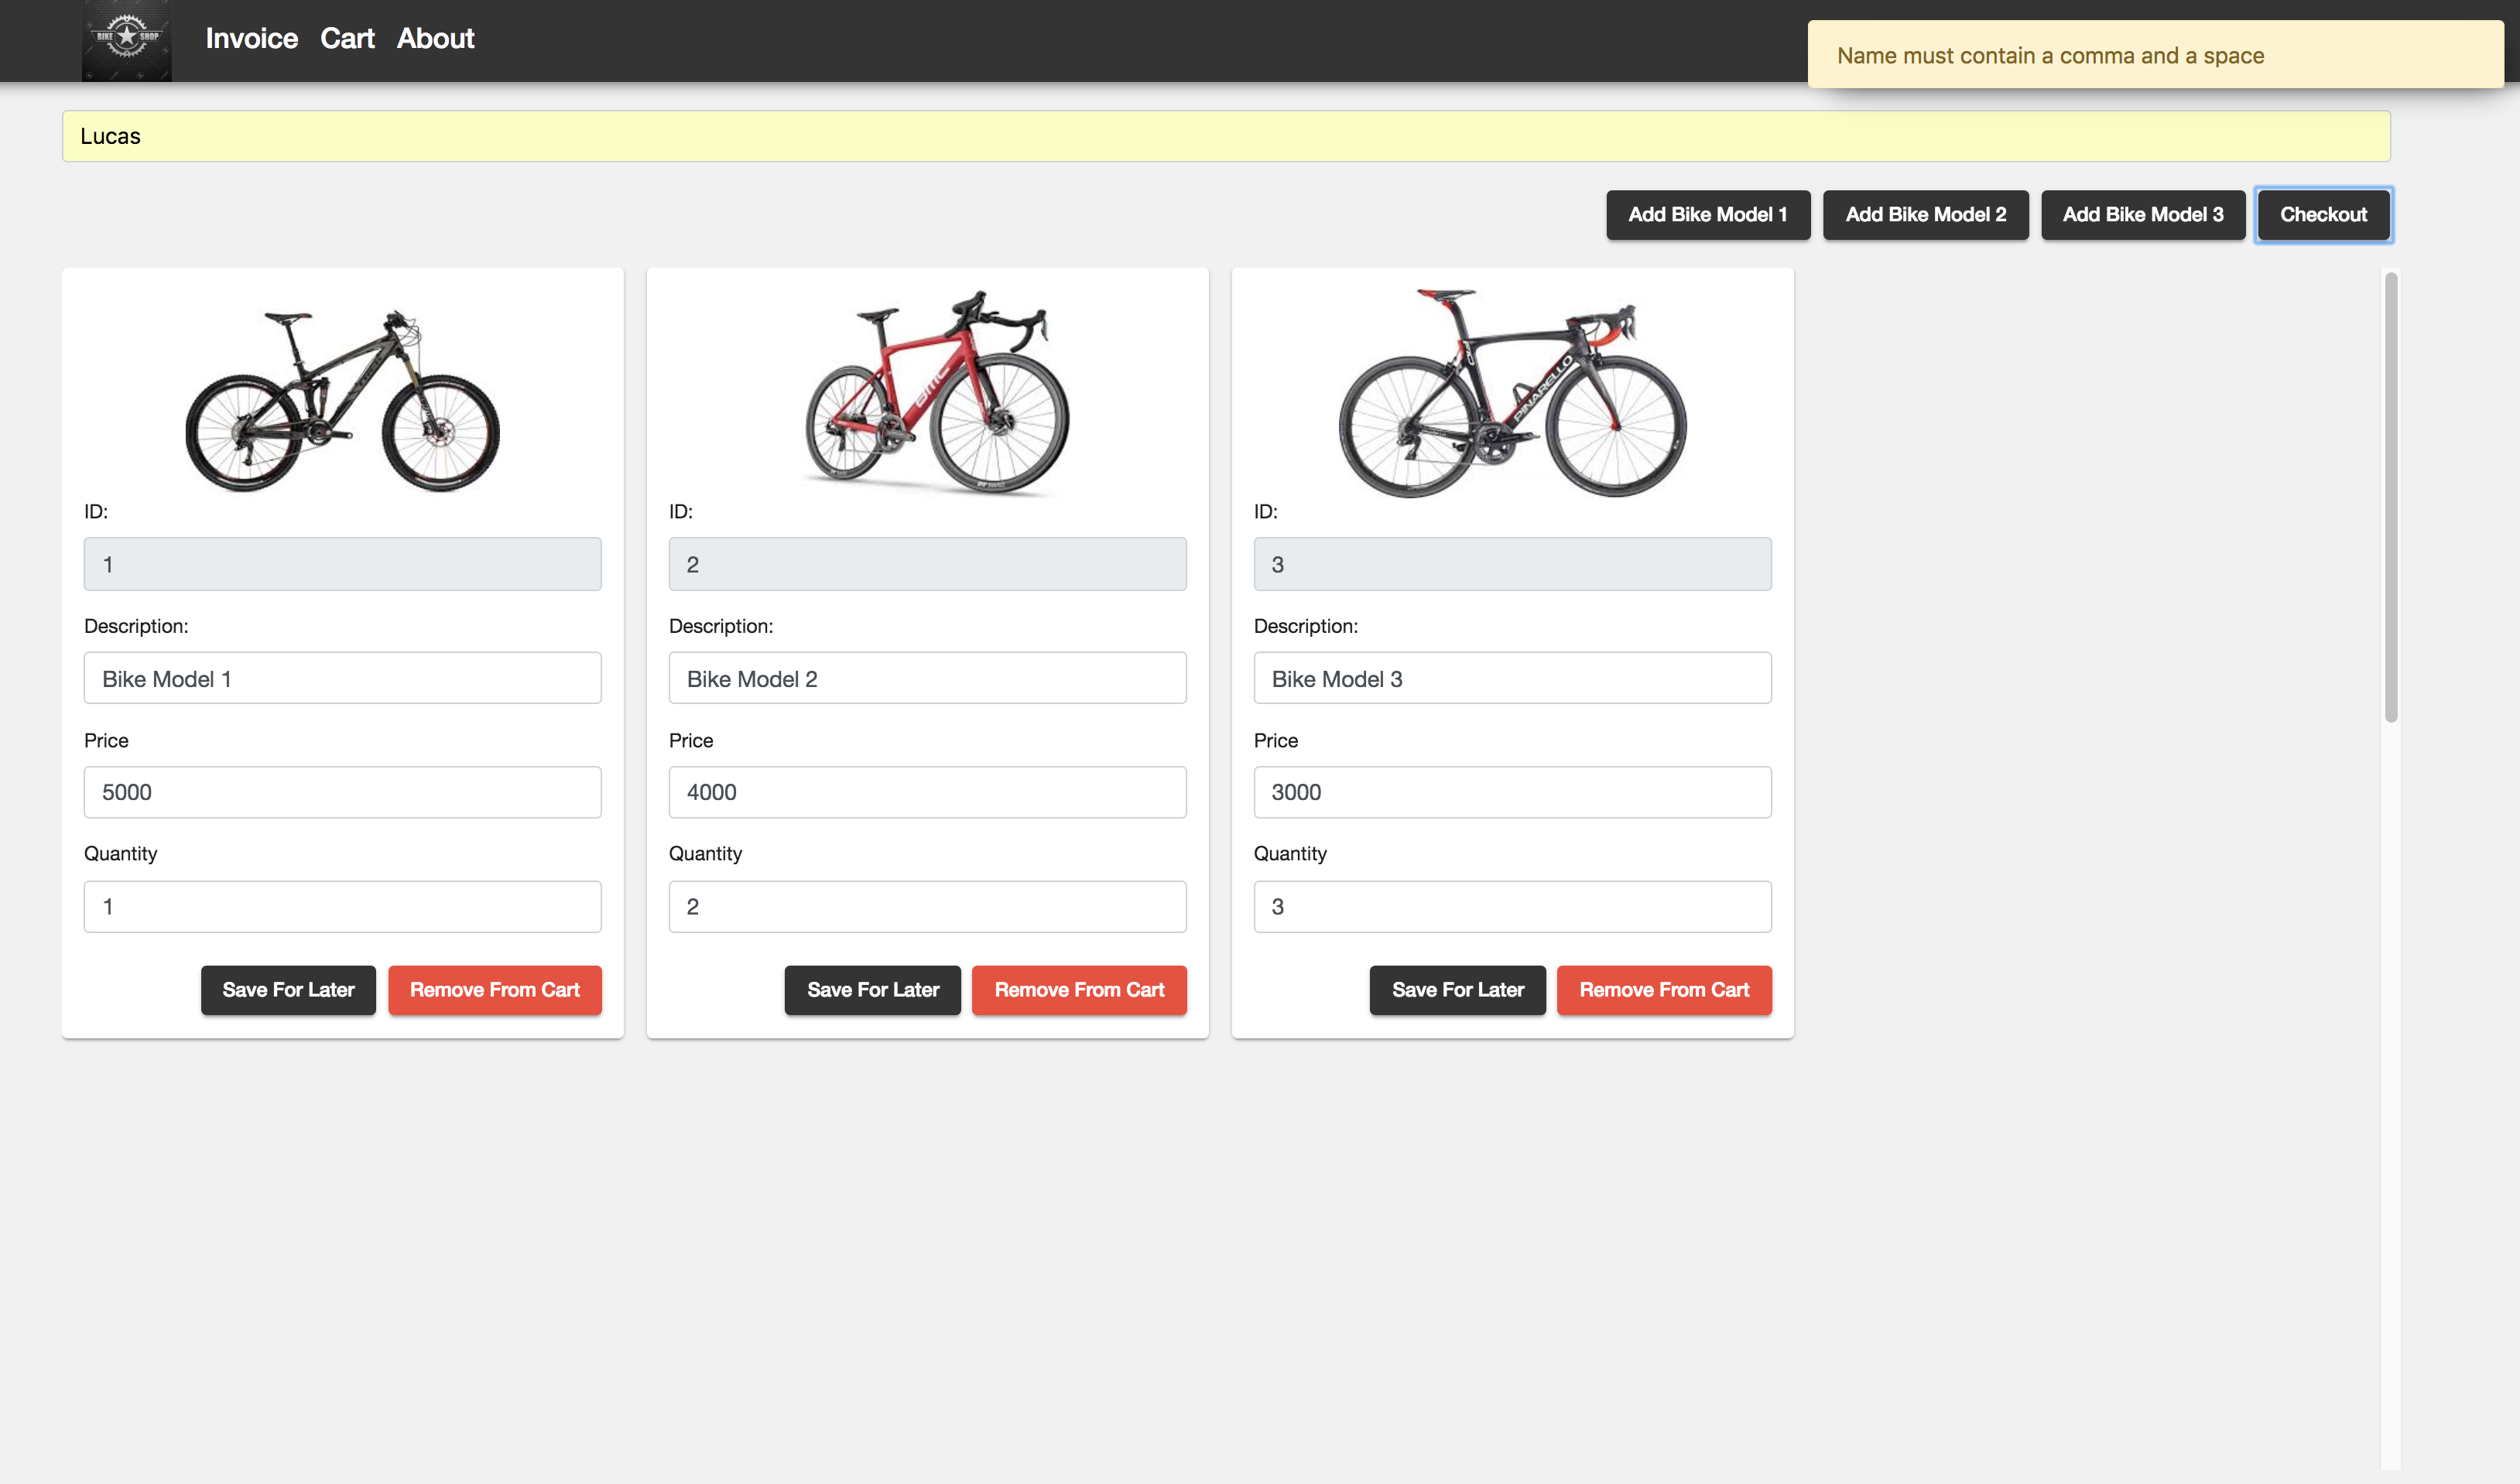 BIKE SHOP
Invoice Cart About
Name must contain a comma and a space
Lucas
Add Bike Model 1 Add Bike Model 2 Add Bike Model 3 Checkout
BMC
PINARELLO
ID:
1
Description:
Bike Model 1
Price
5000
Quantity
1
Save For Later Remove From Cart
ID:
2
Description:
Bike Model 2
Price
4000
Quantity
2
Save For Later Remove From Cart
ID:
3
Description:
Bike Model 3
Price
3000
Quantity
3
Save For Later Remove From Cart